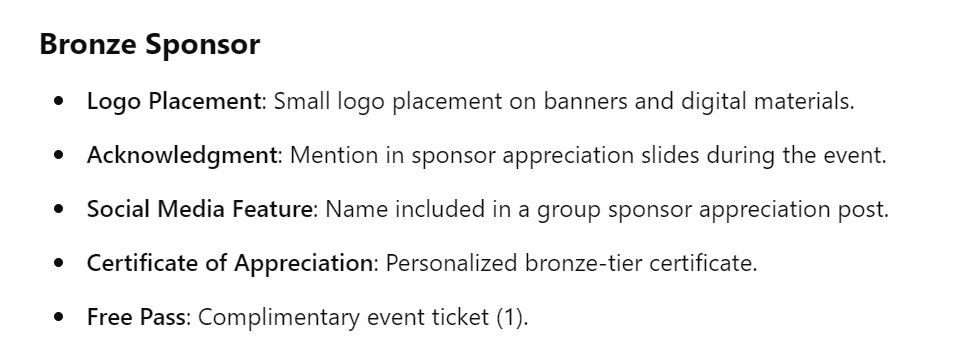 Bronze Sponsor
• Logo Placement: Small logo placement on banners and digital materials.
• Acknowledgment: Mention in sponsor appreciation slides during the event.
• Social Media Feature: Name included in a group sponsor appreciation post.
• Certificate of Appreciation: Personalized bronze-tier certificate.
• Free Pass: Complimentary event ticket (1).